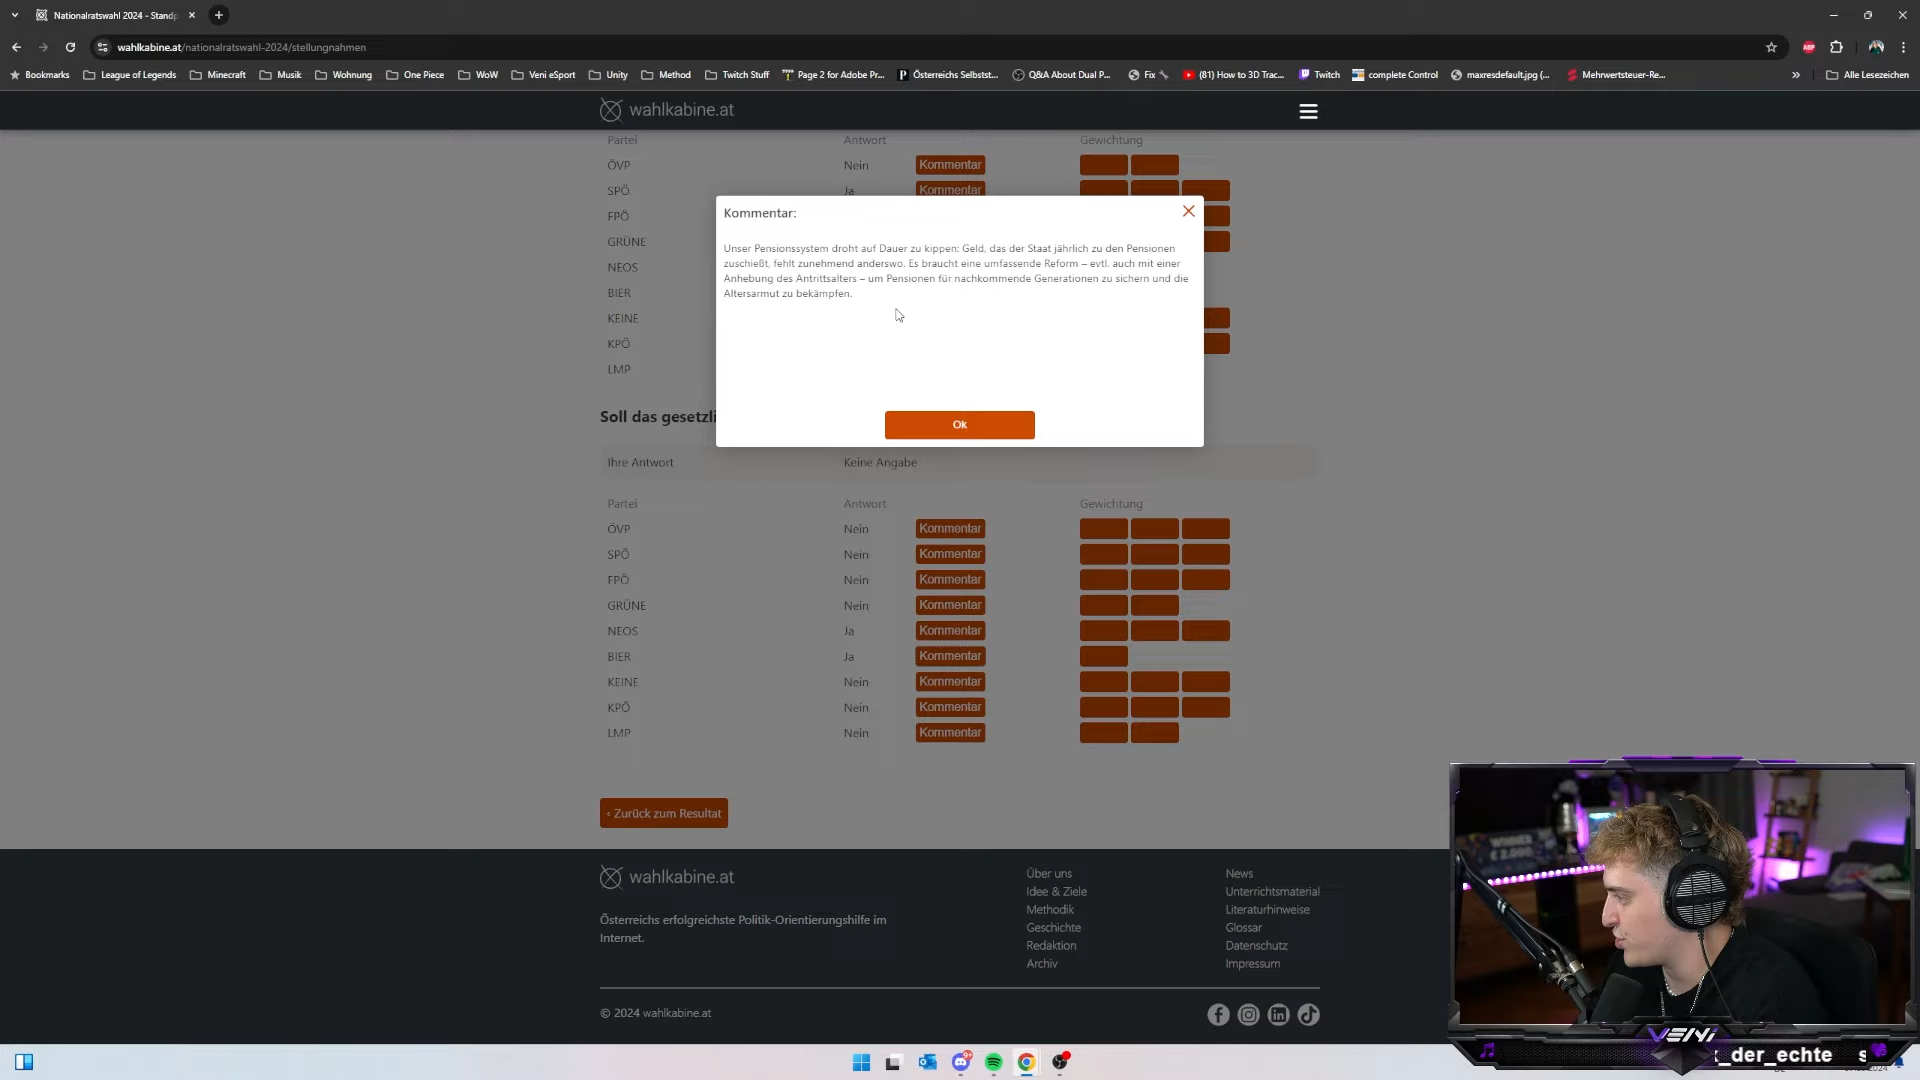 Nationalratswahl 2024 - Standp
wahlkabine.at/nationalratswahl-2024/stellungnahmen
Bookmarks League of Legends Minecraft Musik Wohnung One Piece WoW Veni eSport Unity Method Twitch Stuff Page 2 for Adobe Pr... Österreichs Selbstst... Q&A About Dual P... Fix (81) How to 3D Trac... Twitch complete Control maxresdefault.jpg (... Mehrwertsteuer-Re... » Alle Lesezeichen
wahlkabine.at
Partei Antwort Gewichtung
ÖVP Nein Kommentar
SPÖ Ja Kommentar
FPÖ
GRÜNE
NEOS
BIER
KEINE
KPÖ
LMP
Kommentar:
Unser Pensionssystem droht auf Dauer zu kippen: Geld, das der Staat jährlich zu den Pensionen
zuschießt, fehlt zunehmend anderswo. Es braucht eine umfassende Reform – evtl. auch mit einer
Anhebung des Antrittsalters – um Pensionen für nachkommende Generationen zu sichern und die
Altersarmut zu bekämpfen.
Ok
Soll das gesetzli
Ihre Antwort Keine Angabe
Partei Antwort Gewichtung
ÖVP Nein Kommentar
SPÖ Nein Kommentar
FPÖ Nein Kommentar
GRÜNE Nein Kommentar
NEOS Ja Kommentar
BIER Ja Kommentar
KEINE Nein Kommentar
KPÖ Nein Kommentar
LMP Nein Kommentar
‹ Zurück zum Resultat
wahlkabine.at
Österreichs erfolgreichste Politik-Orientierungshilfe im
Internet.
Über uns
Idee & Ziele
Methodik
Geschichte
Redaktion
Archiv
News
Unterrichtsmaterial
Literaturhinweise
Glossar
Datenschutz
Impressum
© 2024 wahlkabine.at
VENI
_der_echte s